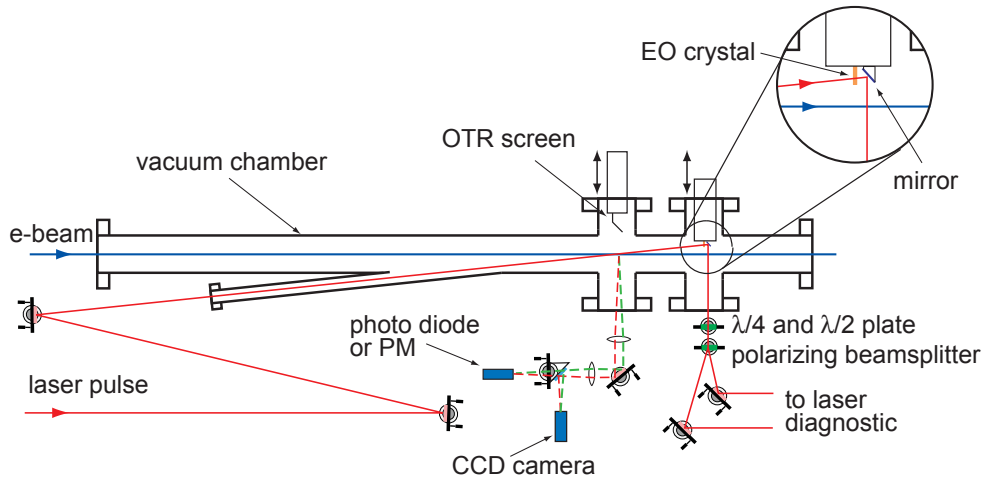 EO crystal
OTR screen
vacuum chamber
mirror
e-beam
photo diode
or PM
λ/4 and λ/2 plate
polarizing beamsplitter
laser pulse
to laser
diagnostic
CCD camera